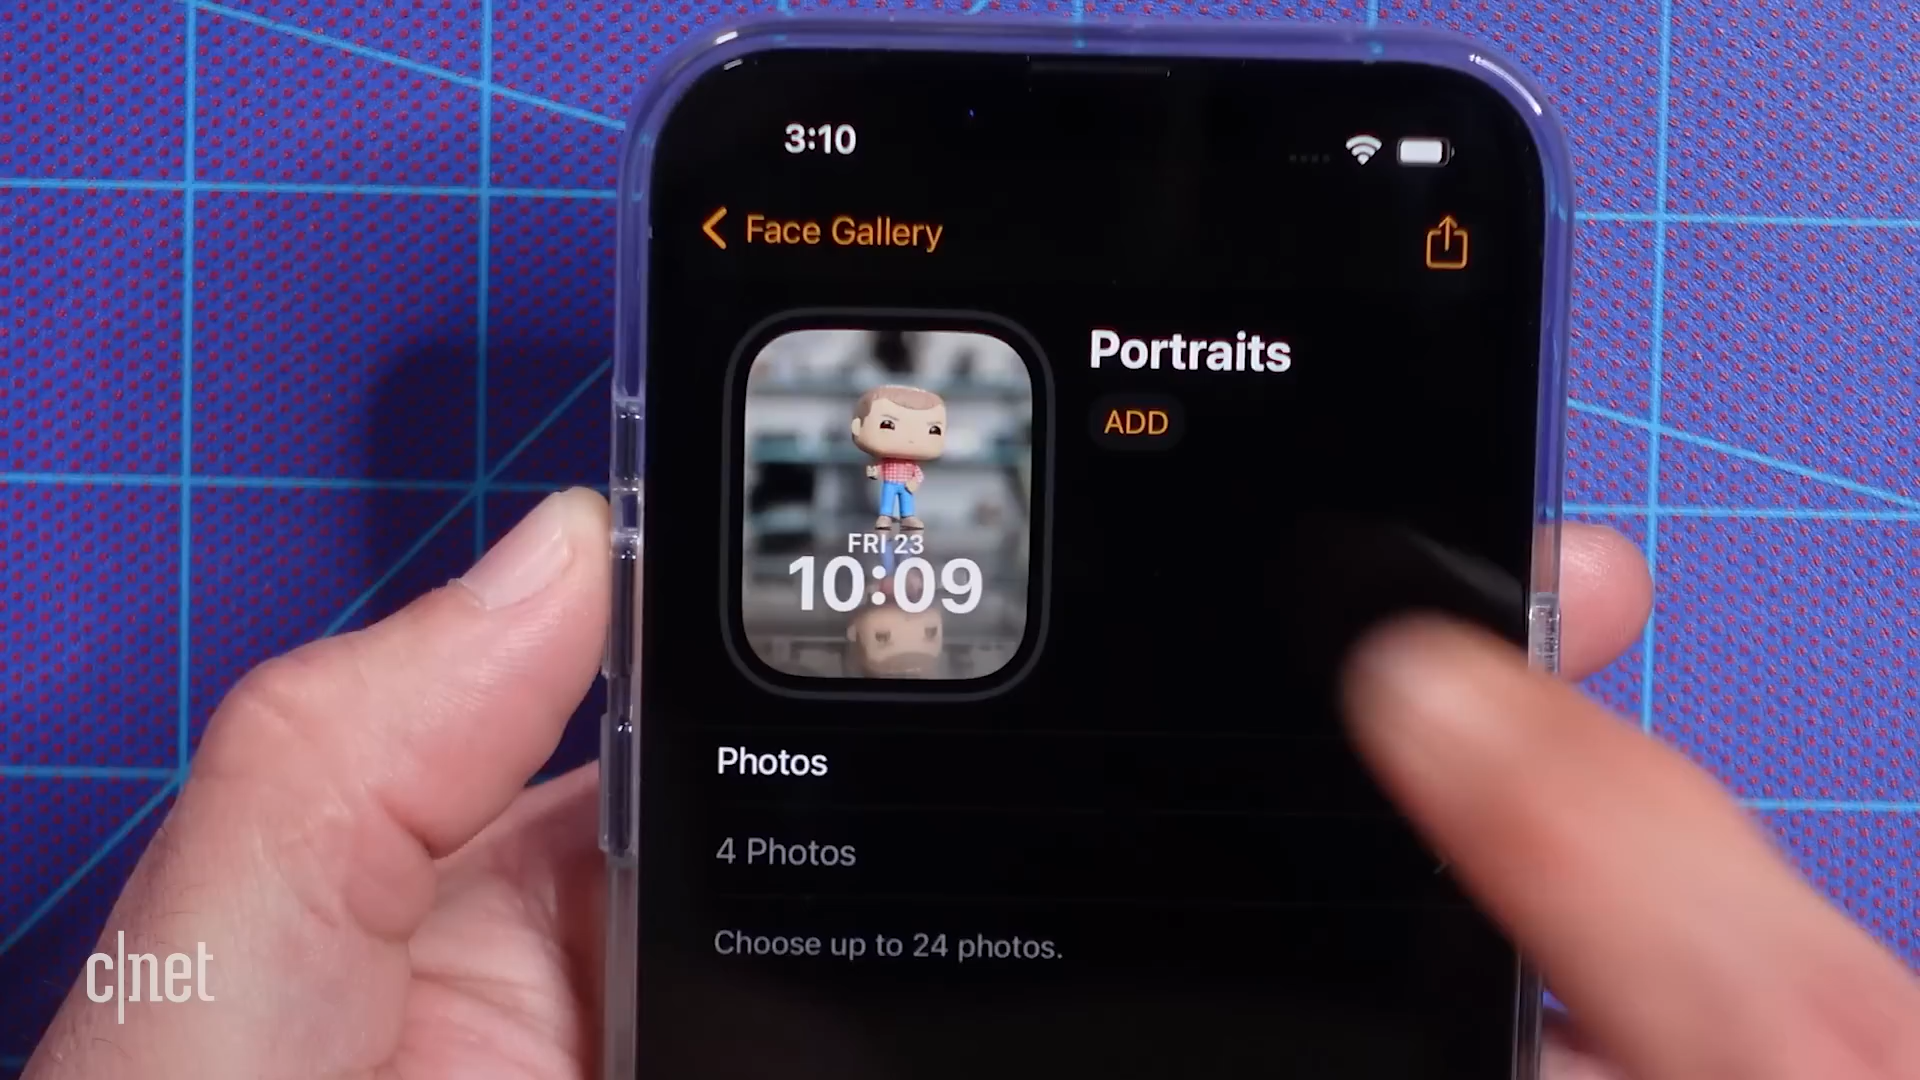 3:10
Face Gallery
Portraits
ADD
FRI 23
10:09
Photos
4 Photos
Choose up to 24 photos.
c|net